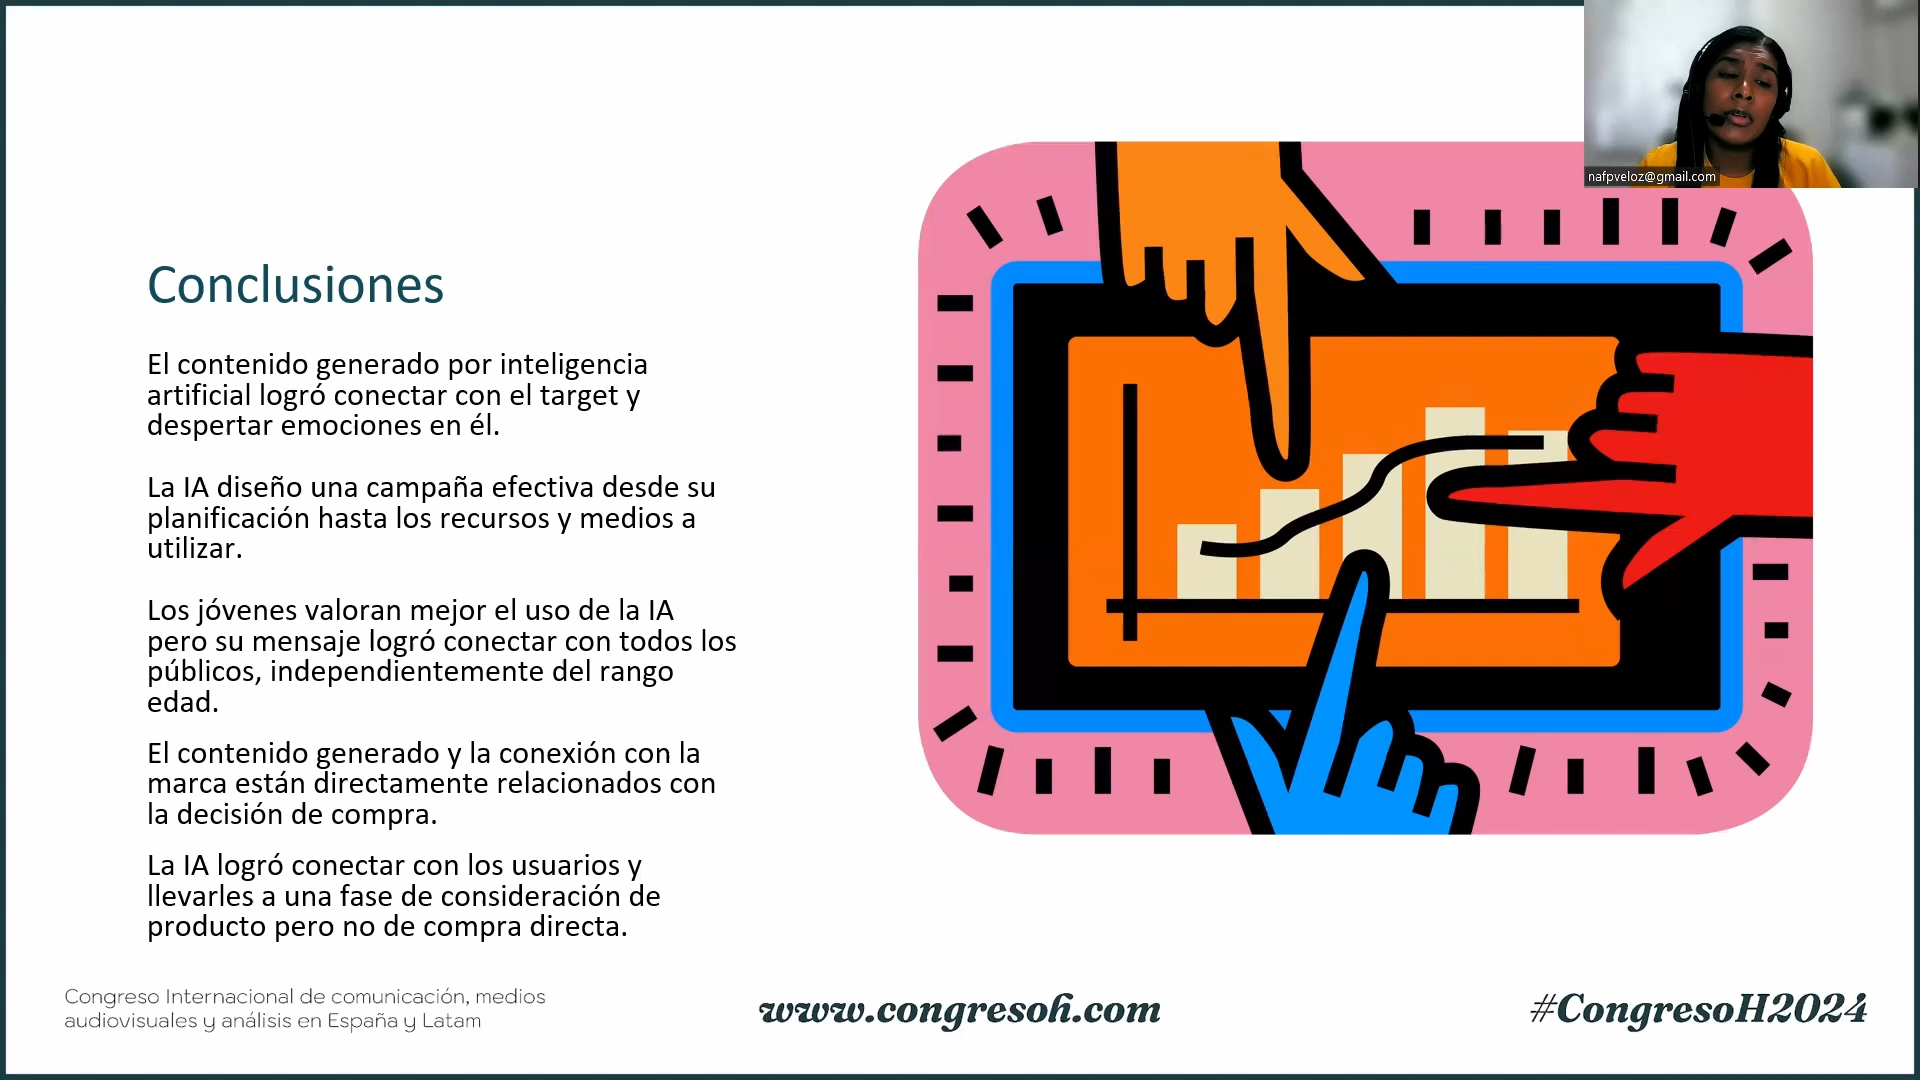 nafpveloz@gmail.com
Conclusiones
El contenido generado por inteligencia
artificial logró conectar con el target y
despertar emociones en él.
La IA diseño una campaña efectiva desde su
planificación hasta los recursos y medios a
utilizar.
Los jóvenes valoran mejor el uso de la IA
pero su mensaje logró conectar con todos los
públicos, independientemente del rango
edad.
El contenido generado y la conexión con la
marca están directamente relacionados con
la decisión de compra.
La IA logró conectar con los usuarios y
llevarles a una fase de consideración de
producto pero no de compra directa.
Congreso Internacional de comunicación, medios
audiovisuales y análisis en España y Latam
www.congresoh.com
#CongresoH2024